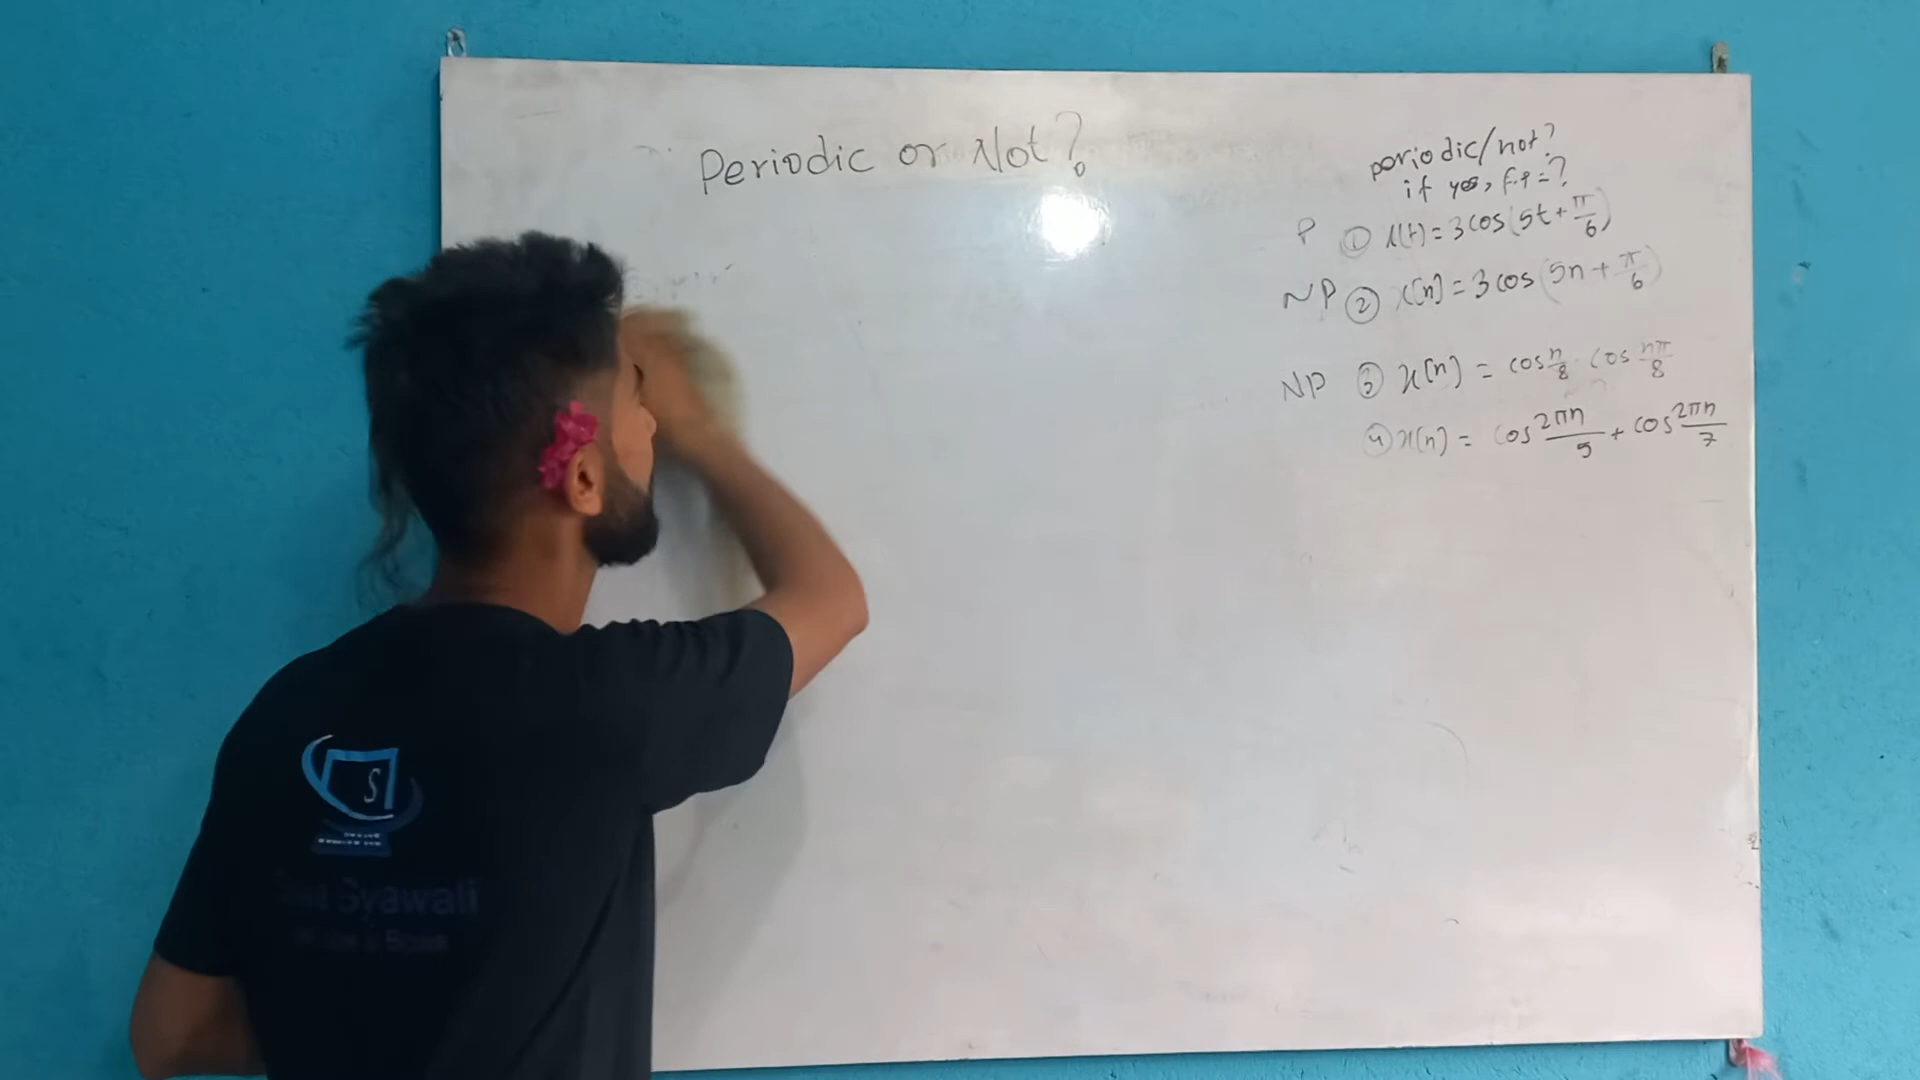 Periodic or Not?
periodic/not?
if yes, f.p=?
P ① x(t) = 3 cos(5t + π/6)
NP ② x[n] = 3 cos(5n + π/6)
NP ③ x[n] = cos n/8 cos nπ/8
④ x[n] = cos 2πn/5 + cos 2πn/7
S
Syawali